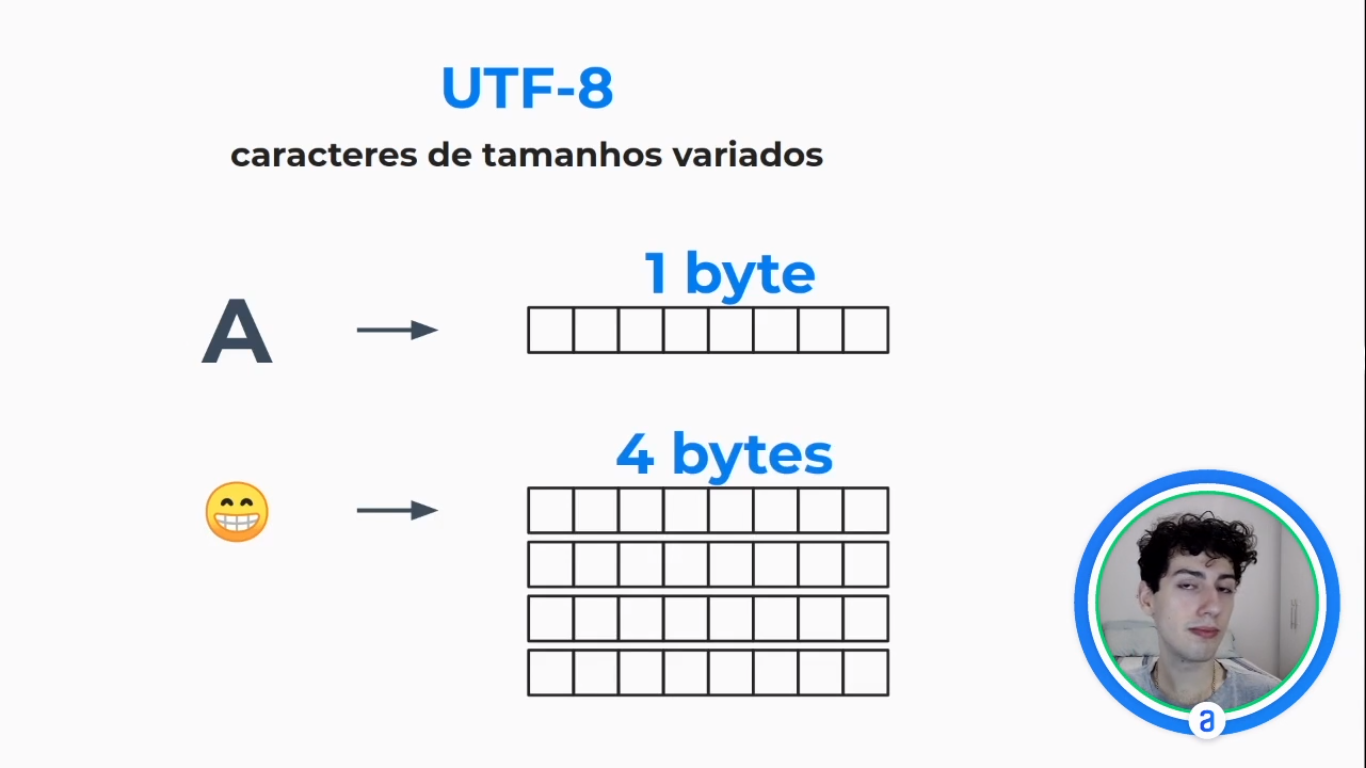 UTF-8
caracteres de tamanhos variados
1 byte
A
4 bytes
a